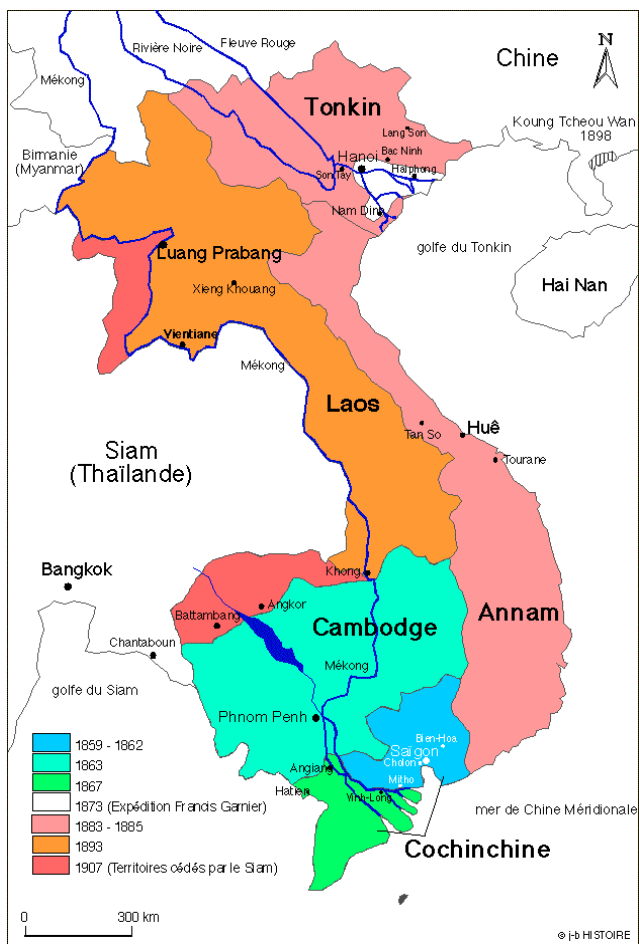 Rivière Noire
Fleuve Rouge
Chine
N
Mékong
Tonkin
Koung Tcheou Wan
1898
Lang Son
Bac Ninh
Birmanie
(Myanmar)
Hanoi
Son Tay
Haïphong
Nam Dinh
golfe du Tonkin
Luang Prabang
Hai Nan
Xieng Khouang
Vientiane
Mékong
Laos
Siam
(Thaïlande)
Tan So
Huê
Tourane
Bangkok
Khong
Angkor
Battambang
Annam
Cambodge
Chantaboun
Mékong
golfe du Siam
Phnom Penh
Bien-Hoa
Saïgon
Cholon
Angiang
Mitho
Hatien
Vinh-Long
mer de Chine Méridionale
Cochinchine
1859 - 1862
1863
1867
1873 (Expédition Francis Garnier)
1883 - 1885
1893
1907 (Territoires cédés par le Siam)
0
300 km
© j-b HISTOIRE